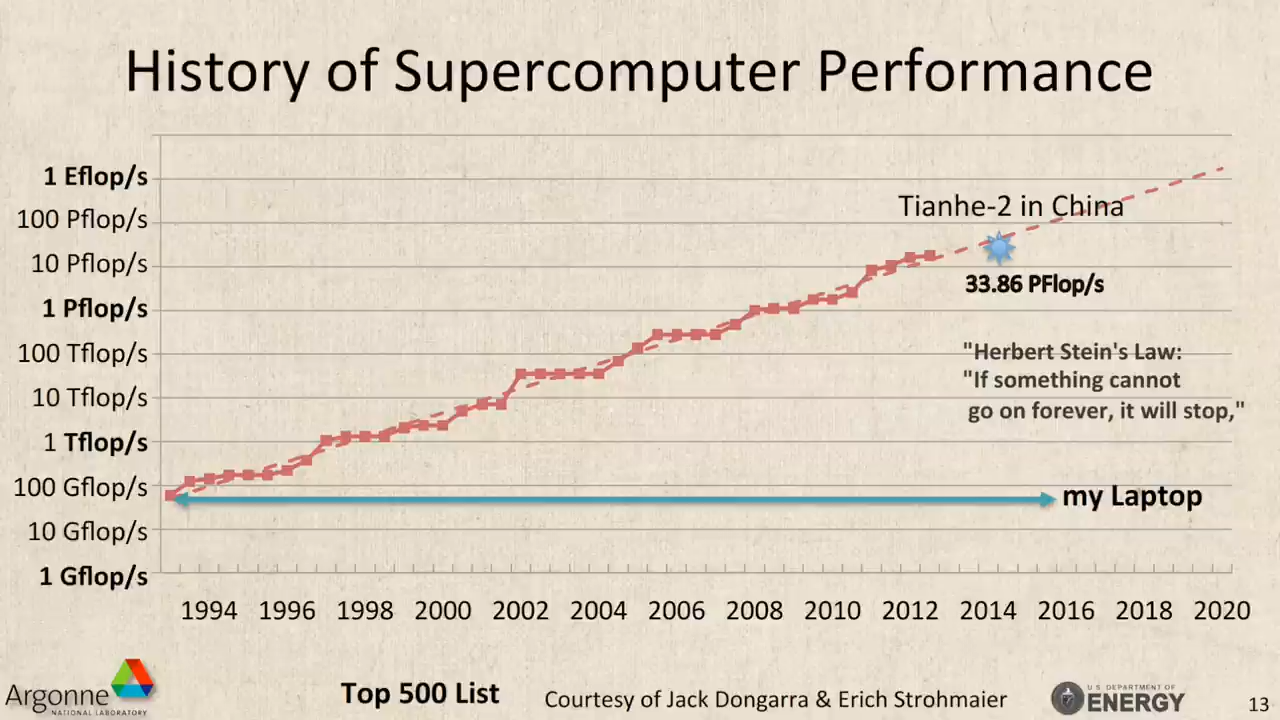 History of Supercomputer Performance
1 Eflop/s
100 Pflop/s
10 Pflop/s
1 Pflop/s
100 Tflop/s
10 Tflop/s
1 Tflop/s
100 Gflop/s
10 Gflop/s
1 Gflop/s
Tianhe-2 in China
33.86 PFlop/s
"Herbert Stein's Law:
"If something cannot
go on forever, it will stop,"
my Laptop
1994 1996 1998 2000 2002 2004 2006 2008 2010 2012 2014 2016 2018 2020
Argonne
NATIONAL LABORATORY
Top 500 List
Courtesy of Jack Dongarra & Erich Strohmaier
U.S. DEPARTMENT OF
ENERGY
13